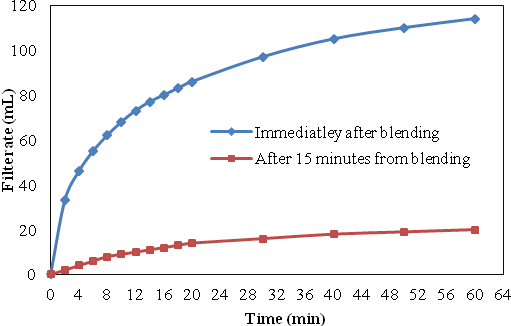 120
100
80
60
40
20
0
Filterate (mL)
Immediatley after blending
After 15 minutes from blending
0 4 8 12 16 20 24 28 32 36 40 44 48 52 56 60 64
Time (min)